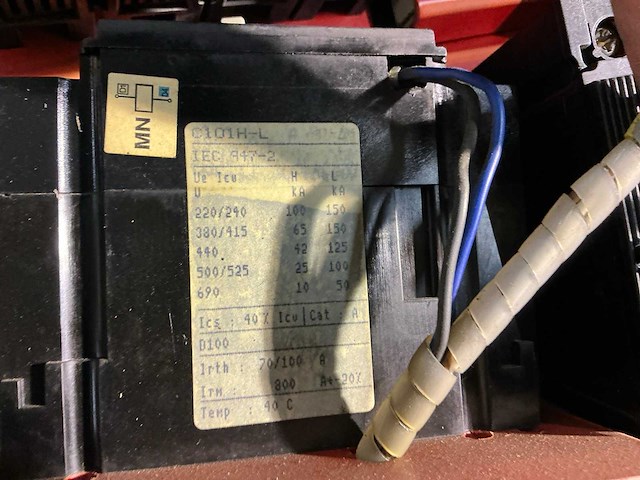 MN
C101H-L
IEC 947-2
Ue Icu H L
V KA KA
220/240 100 150
380/415 65 150
440 42 125
500/525 25 100
690 10 50
Ics : 40% Icu | Cat : A
D100
Irth : 70/100 A
Irm : 800 A+-20%
Temp : 40 C